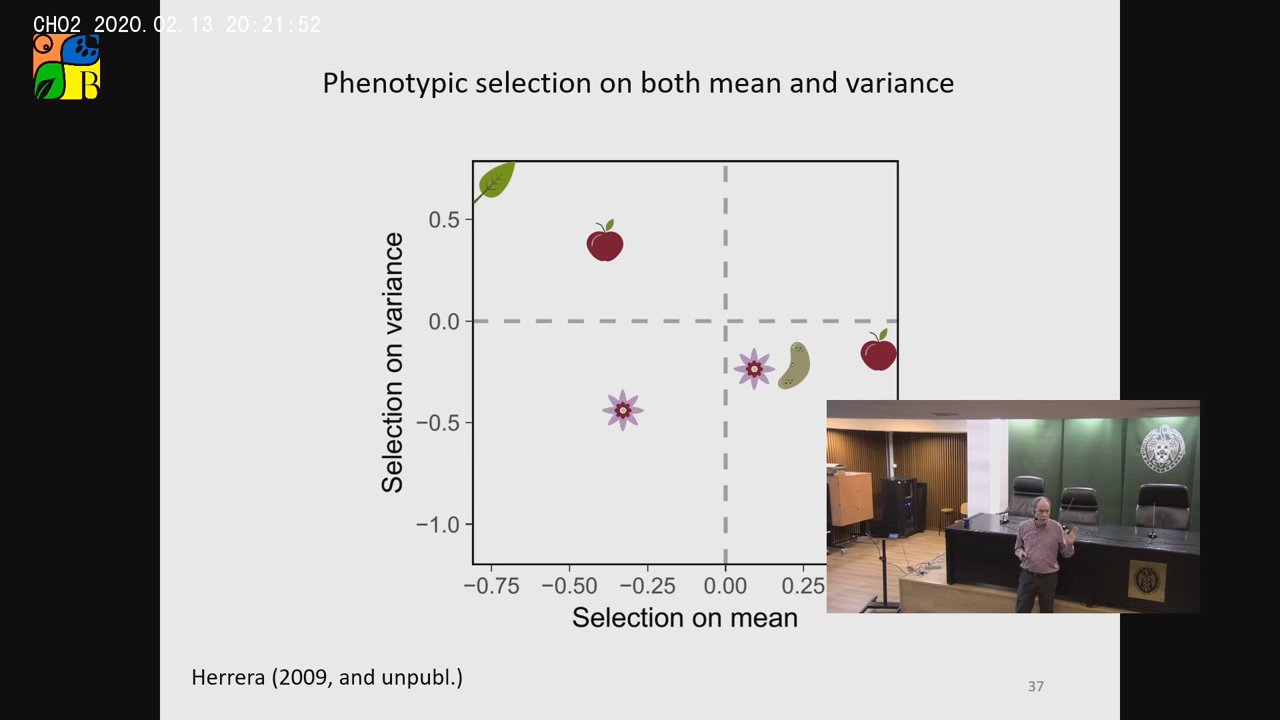 CH02 2020.02.13 20:21:52
B
Phenotypic selection on both mean and variance
Selection on variance
0.5
0.0
−0.5
−1.0
−0.75 −0.50 −0.25 0.00 0.25
Selection on mean
Herrera (2009, and unpubl.)
37